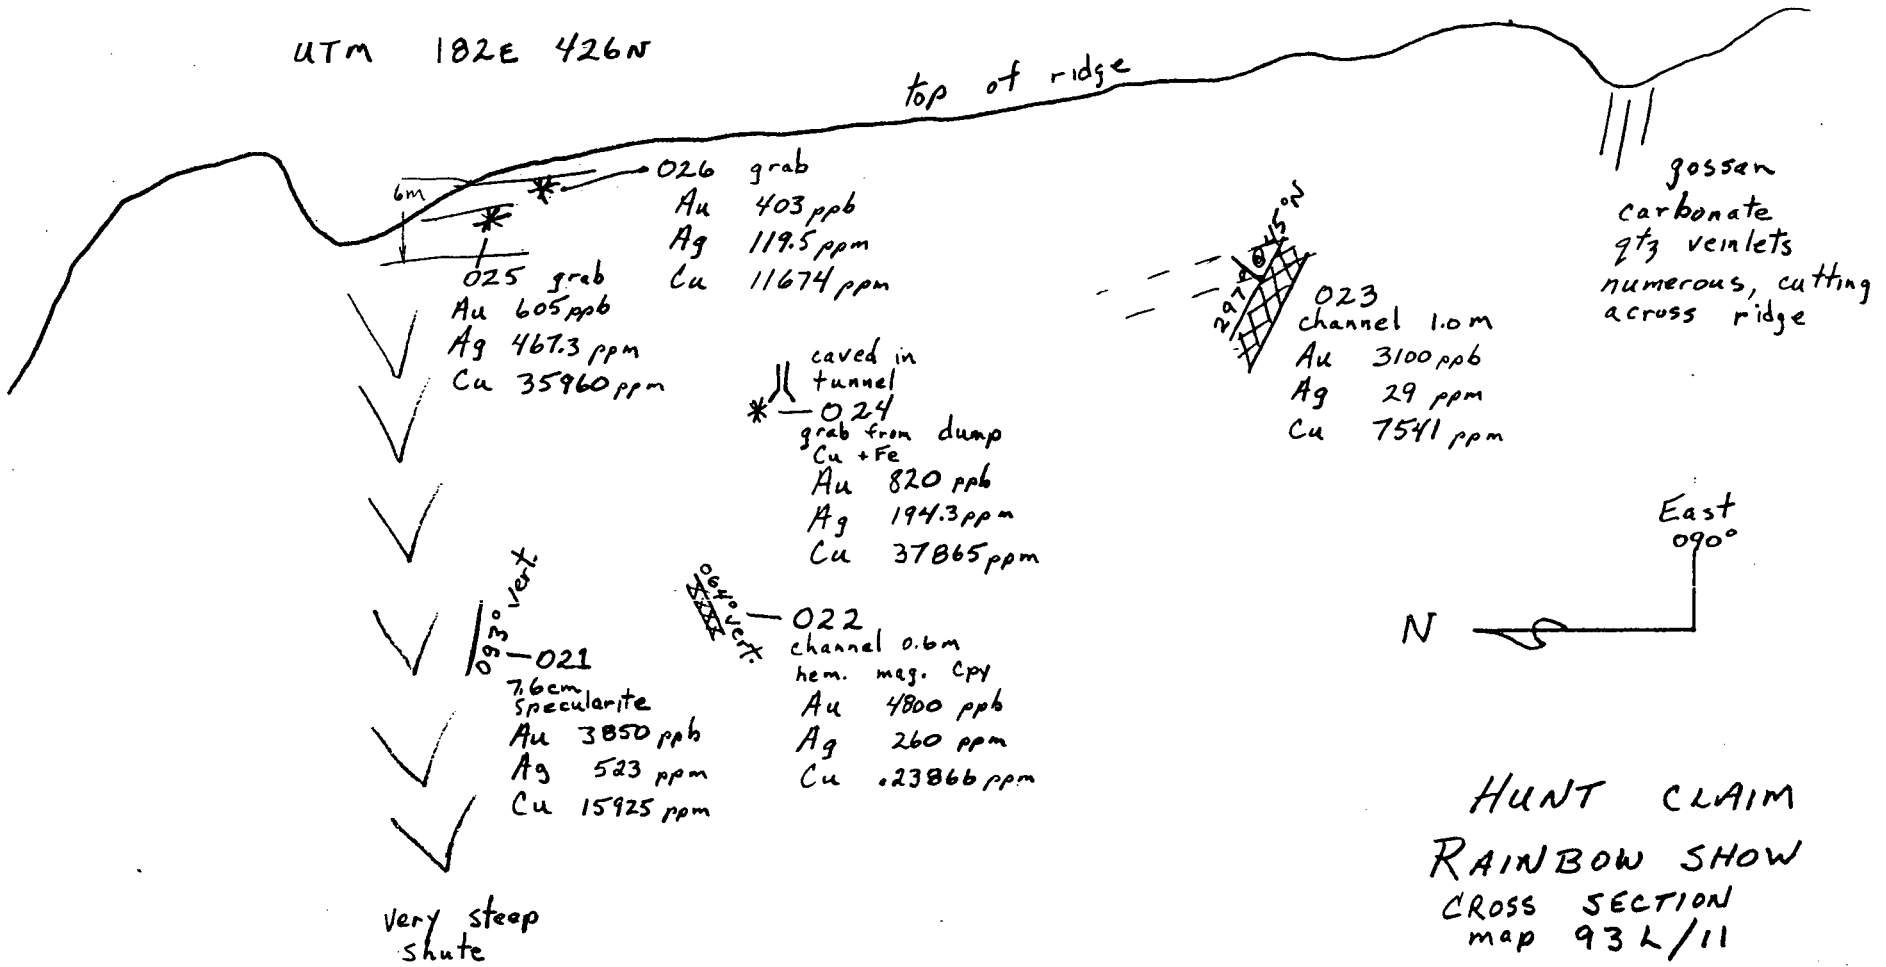 UTM 182E 426N
top of ridge
6m
026 grab
Au 403 ppb
Ag 119.5 ppm
Cu 11674 ppm
025 grab
Au 605 ppb
Ag 467.3 ppm
Cu 35960 ppm
gossan
carbonate
qtz veinlets
numerous, cutting
across ridge
023
channel 1.0m
Au 3100 ppb
Ag 29 ppm
Cu 7541 ppm
caved in
tunnel
024
grab from dump
Cu + Fe
Au 820 ppb
Ag 194.3 ppm
Cu 37865 ppm
East
090°
N
093° vert.
021
7.6cm
specularite
Au 3850 ppb
Ag 523 ppm
Cu 15925 ppm
064° vert.
022
channel 0.6m
hem. mag. Cpy
Au 4800 ppb
Ag 260 ppm
Cu .23866 ppm
very steep
shute
HUNT CLAIM
RAINBOW SHOW
CROSS SECTION
map 93L/11